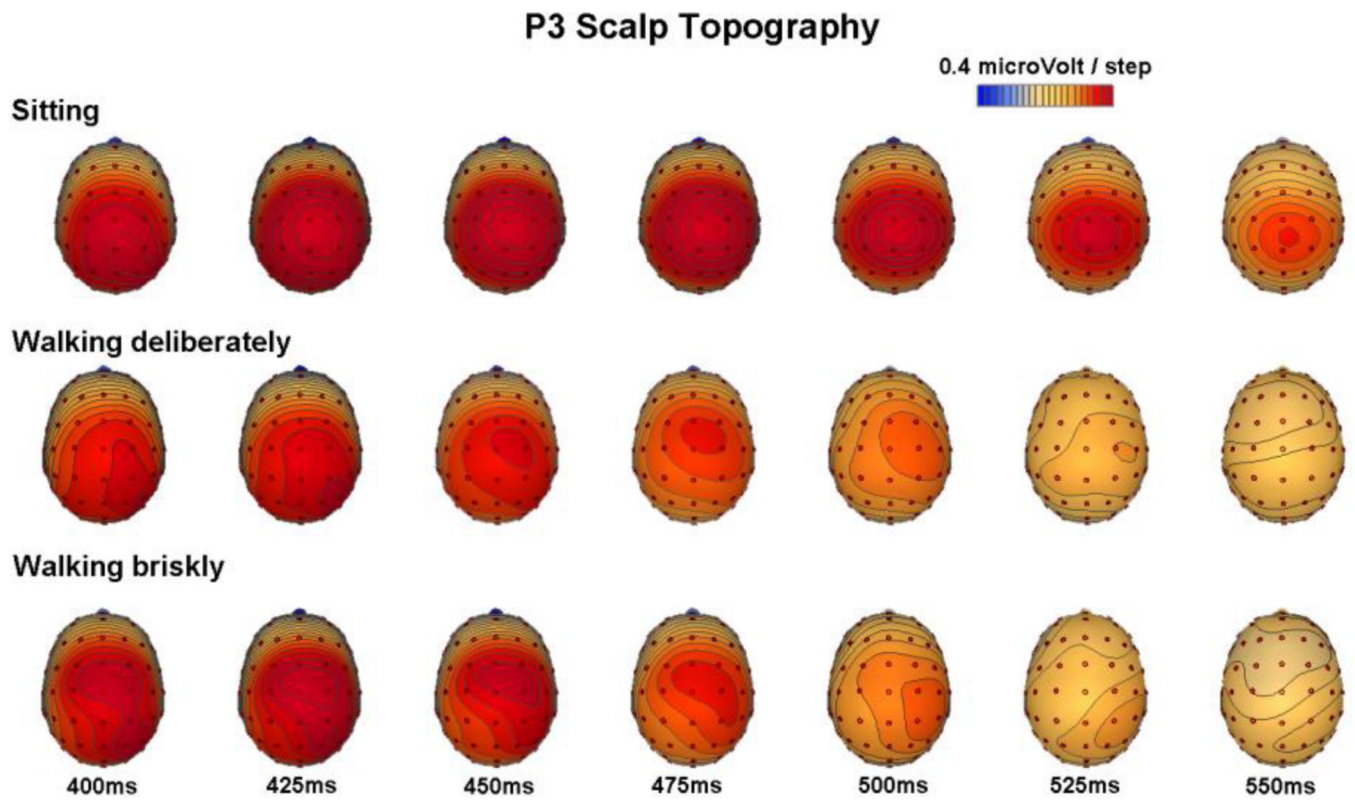 P3 Scalp Topography
0.4 microVolt / step
Sitting
Walking deliberately
Walking briskly
400ms 425ms 450ms 475ms 500ms 525ms 550ms